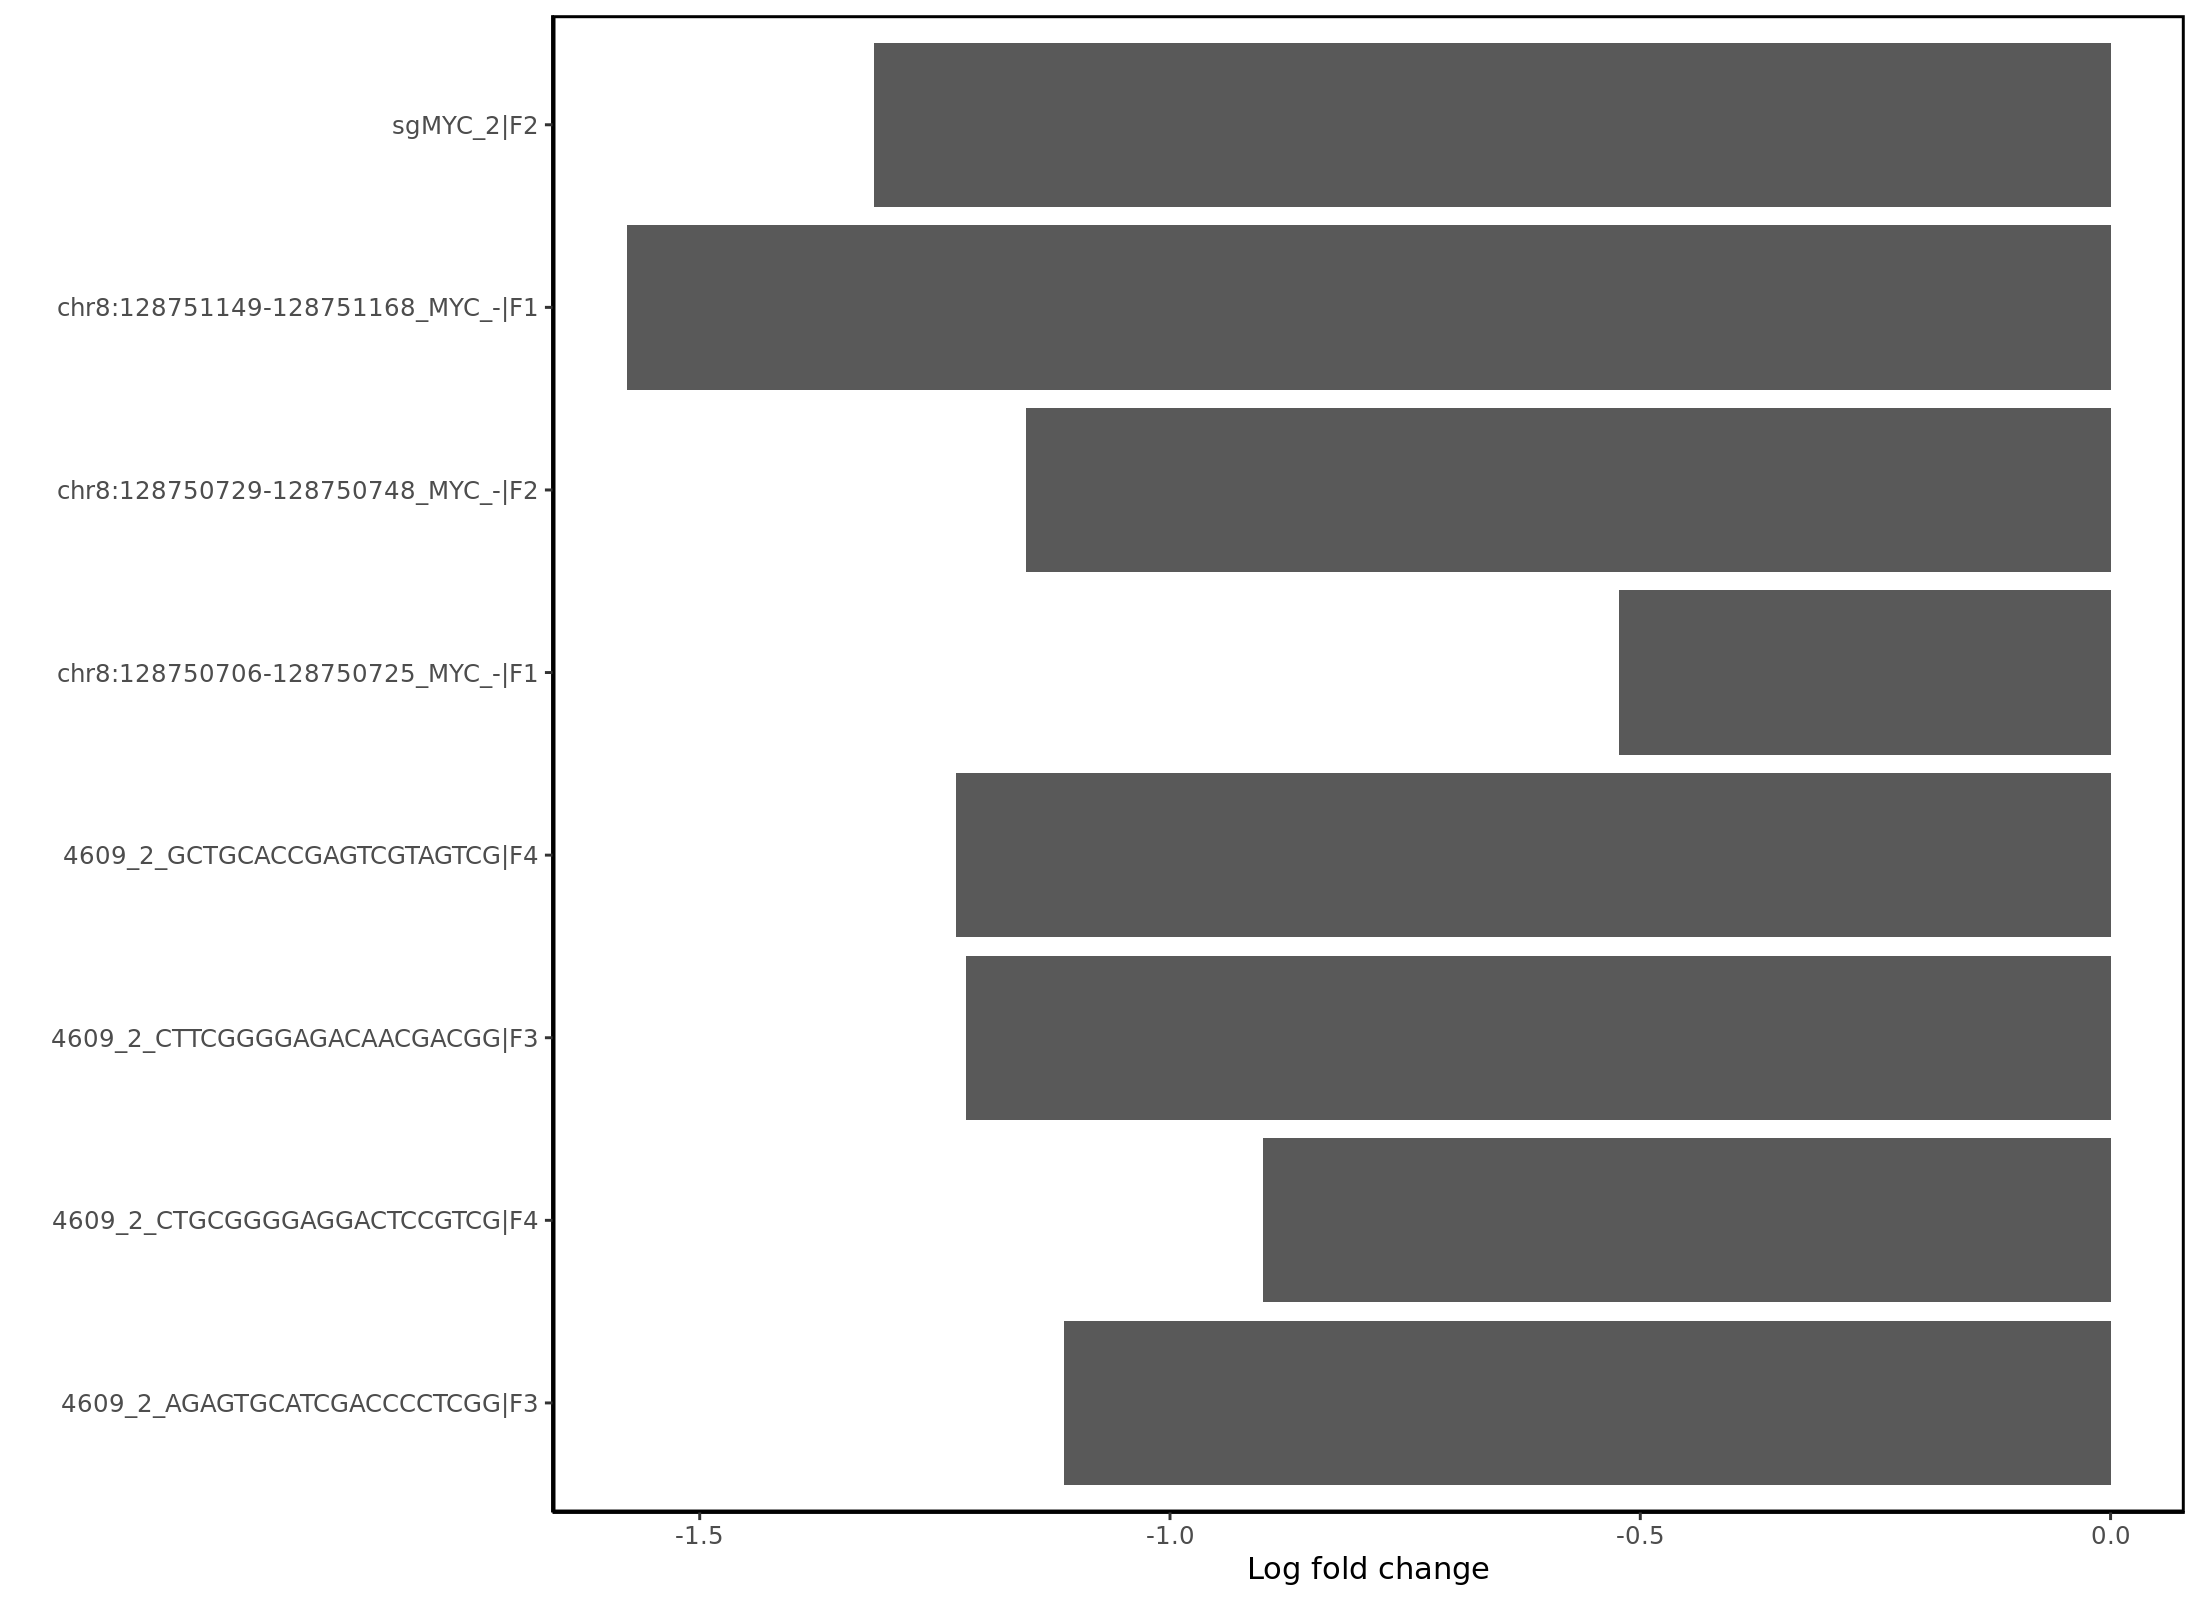 sgMYC_2|F2
chr8:128751149-128751168_MYC_-|F1
chr8:128750729-128750748_MYC_-|F2
chr8:128750706-128750725_MYC_-|F1
4609_2_GCTGCACCGAGTCGTAGTCG|F4
4609_2_CTTCGGGGAGACAACGACGG|F3
4609_2_CTGCGGGGAGGACTCCGTCG|F4
4609_2_AGAGTGCATCGACCCCTCGG|F3
-1.5 -1.0 -0.5 0.0
Log fold change